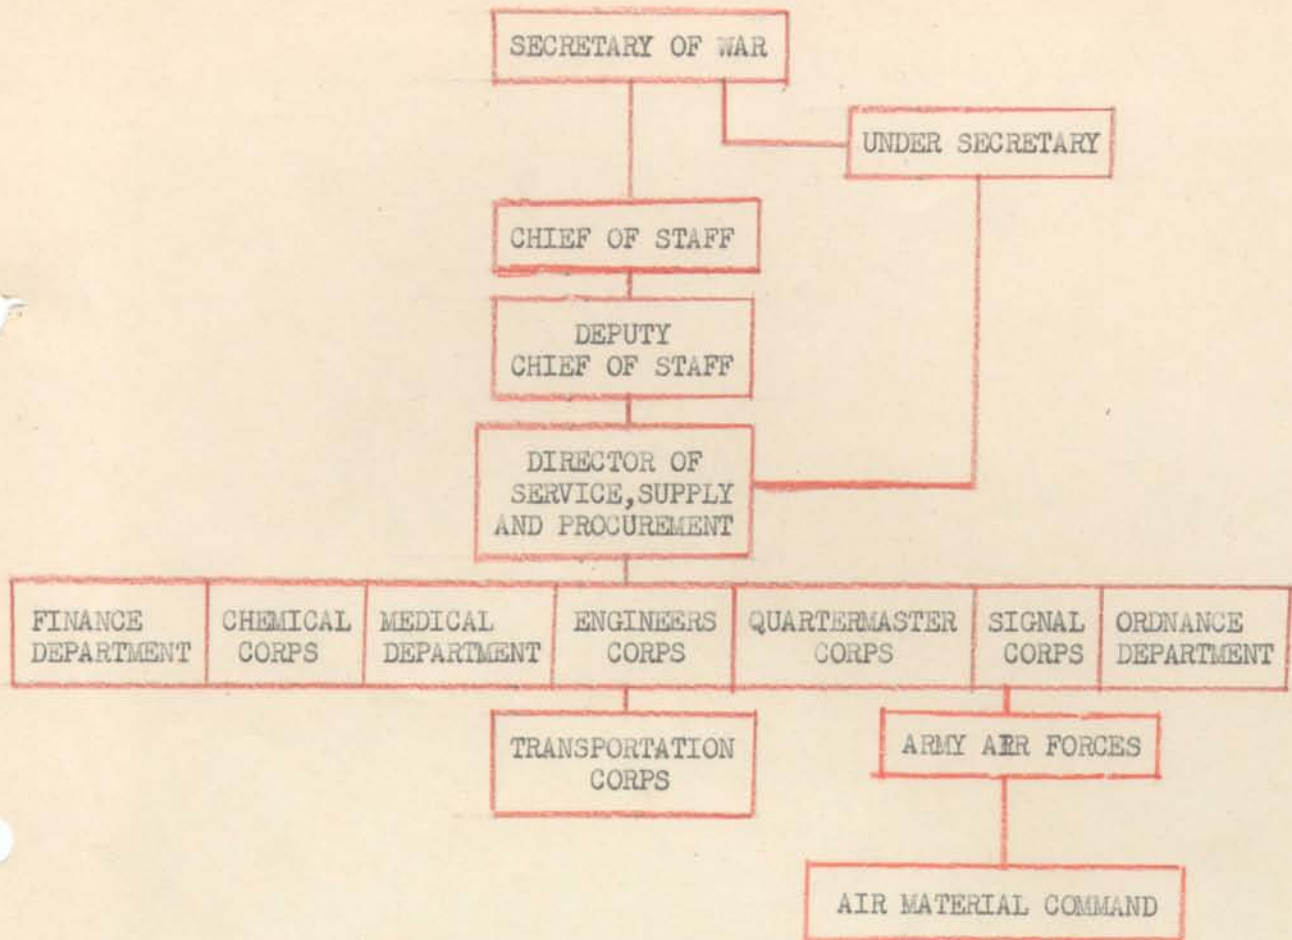 SECRETARY OF WAR
UNDER SECRETARY
CHIEF OF STAFF
DEPUTY
CHIEF OF STAFF
DIRECTOR OF
SERVICE,SUPPLY
AND PROCUREMENT
FINANCE
DEPARTMENT
CHEMICAL
CORPS
MEDICAL
DEPARTMENT
ENGINEERS
CORPS
QUARTERMASTER
CORPS
SIGNAL
CORPS
ORDNANCE
DEPARTMENT
TRANSPORTATION
CORPS
ARMY AIR FORCES
AIR MATERIAL COMMAND